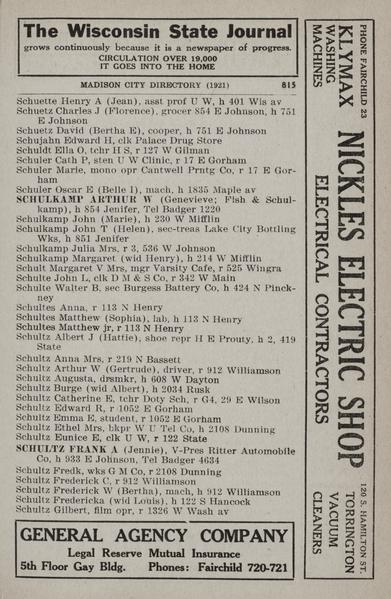 The Wisconsin State Journal
grows continuously because it is a newspaper of progress.
CIRCULATION OVER 19,000
IT GOES INTO THE HOME
MADISON CITY DIRECTORY (1921) 815
Schuette Henry A (Jean), asst prof U W, h 401 Wis av
Schuetz Charles J (Florence), grocer 854 E Johnson, h 751
E Johnson
Schuetz David (Bertha E), cooper, h 751 E Johnson
Schujahn Edward H, clk Palace Drug Store
Schuldt Ella O, tchr H S, r 127 W Gilman
Schuler Cath P, sten U W Clinic, r 17 E Gorham
Schuler Marie, mono opr Cantwell Prntg Co, r 17 E Gor-
ham
Schuler Oscar E (Belle I), mach, h 1835 Maple av
SCHULKAMP ARTHUR W (Genevieve; Fish & Schul-
kamp), h 854 Jenifer, Tel Badger 1220
Schulkamp John (Marie), h 230 W Mifflin
Schulkamp John T (Helen), sec-treas Lake City Bottling
Wks, h 851 Jenifer
Schulkamp Julia Mrs, r 3, 536 W Johnson
Schulkamp Margaret (wid Henry), h 214 W Mifflin
Schult Margaret V Mrs, mgr Varsity Cafe, r 525 Wingra
Schulte John L, clk D M & S Co, r 342 W Main
Schulte Walter B, sec Burgess Battery Co, h 424 N Pinck-
ney
Schultes Anna, r 113 N Henry
Schultes Matthew (Sophia), lab, h 113 N Henry
Schultes Matthew jr, r 113 N Henry
Schultz Albert J (Hattie), shoe repr H E Prouty, h 2, 419
State
Schultz Anna Mrs, r 219 N Bassett
Schultz Arthur W (Gertrude), driver, r 912 Williamson
Schultz Augusta, drsmkr, h 608 W Dayton
Schultz Burge (wid Albert), h 2034 Rusk
Schultz Catherine E, tchr Doty Sch, r G4, 29 E Wilson
Schultz Edward R, r 1052 E Gorham
Schultz Emma E, student, r 1052 E Gorham
Schultz Ethel Mrs, bkpr W U Tel Co, h 2108 Dunning
Schultz Eunice E, clk U W, r 122 State
SCHULTZ FRANK A (Jennie), V-Pres Ritter Automobile
Co, h 933 E Johnson, Tel Badger 4634
Schultz Fredk, wks G M Co, r 2108 Dunning
Schultz Frederick C, r 912 Williamson
Schultz Frederick W (Bertha), mach, h 912 Williamson
Schultz Fredericka (wid Louis), h 122 S Hancock
Schultz Gilbert, film opr, r 1326 W Wash av
GENERAL AGENCY COMPANY
Legal Reserve Mutual Insurance
5th Floor Gay Bldg. Phones: Fairchild 720-721
PHONE FAIRCHILD 23
KLYMAX
WASHING
MACHINES
NICKLES ELECTRIC SHOP
ELECTRICAL CONTRACTORS
120 S. HAMILTON ST.
TORRINGTON
VACUUM
CLEANERS